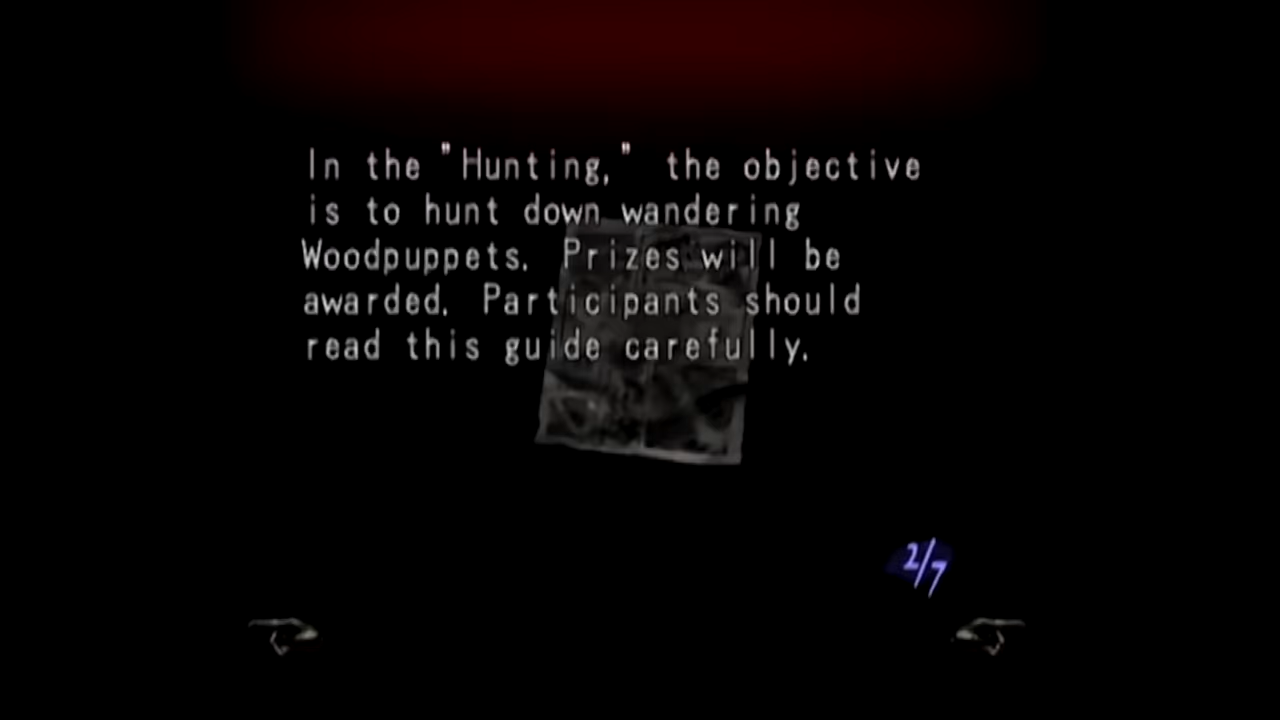 In the "Hunting," the objective
is to hunt down wandering
Woodpuppets. Prizes will be
awarded. Participants should
read this guide carefully.
2/7